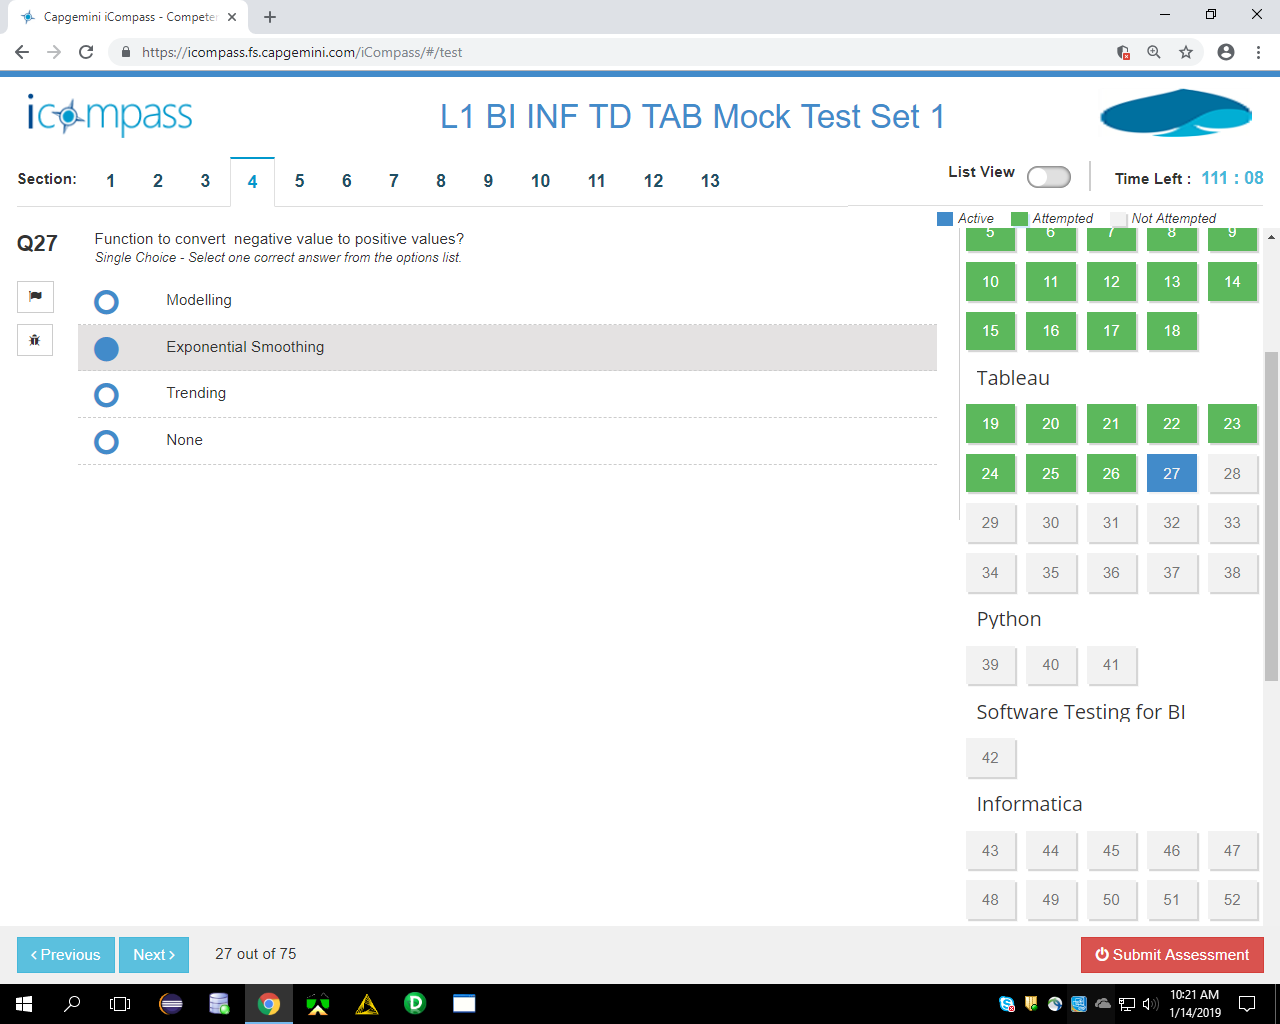 Capgemini iCompass - Compete
https://icompass.fs.capgemini.com/iCompass/#/test
icompass
L1 BI INF TD TAB Mock Test Set 1
Section: 1 2 3 4 5 6 7 8 9 10 11 12 13
List View
Time Left : 111 : 08
Active Attempted Not Attempted
Q27
Function to convert negative value to positive values?
Single Choice - Select one correct answer from the options list.
Modelling
Exponential Smoothing
Trending
None
5 6 7 8 9
10 11 12 13 14
15 16 17 18
Tableau
19 20 21 22 23
24 25 26 27 28
29 30 31 32 33
34 35 36 37 38
Python
39 40 41
Software Testing for BI
42
Informatica
43 44 45 46 47
48 49 50 51 52
Previous Next 27 out of 75
Submit Assessment
10:21 AM
1/14/2019